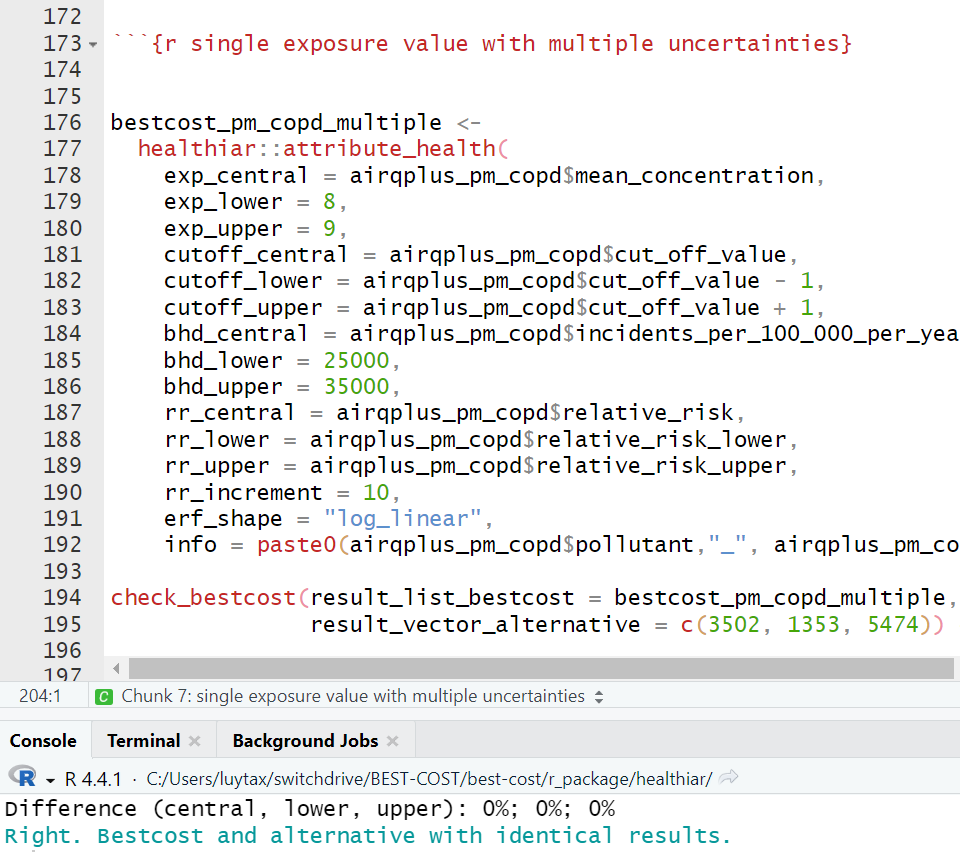 172
173 ```{r single exposure value with multiple uncertainties}
174
175
176 bestcost_pm_copd_multiple <-
177 healthiar::attribute_health(
178 exp_central = airqplus_pm_copd$mean_concentration,
179 exp_lower = 8,
180 exp_upper = 9,
181 cutoff_central = airqplus_pm_copd$cut_off_value,
182 cutoff_lower = airqplus_pm_copd$cut_off_value - 1,
183 cutoff_upper = airqplus_pm_copd$cut_off_value + 1,
184 bhd_central = airqplus_pm_copd$incidents_per_100_000_per_yea
185 bhd_lower = 25000,
186 bhd_upper = 35000,
187 rr_central = airqplus_pm_copd$relative_risk,
188 rr_lower = airqplus_pm_copd$relative_risk_lower,
189 rr_upper = airqplus_pm_copd$relative_risk_upper,
190 rr_increment = 10,
191 erf_shape = "log_linear",
192 info = paste0(airqplus_pm_copd$pollutant,"_", airqplus_pm_co
193
194 check_bestcost(result_list_bestcost = bestcost_pm_copd_multiple,
195 result_vector_alternative = c(3502, 1353, 5474))
196
197
204:1 C Chunk 7: single exposure value with multiple uncertainties
Console Terminal Background Jobs
R R 4.4.1 · C:/Users/luytax/switchdrive/BEST-COST/best-cost/r_package/healthiar/
Difference (central, lower, upper): 0%; 0%; 0%
Right. Bestcost and alternative with identical results.